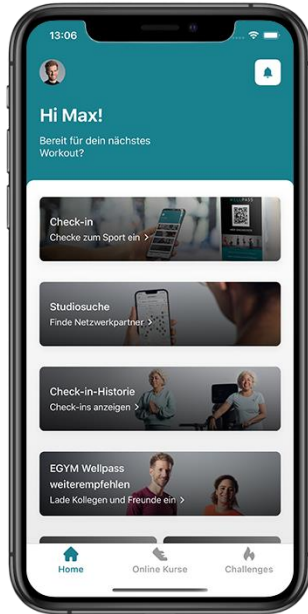 13:06
Hi Max!
Bereit für dein nächstes
Workout?
Check-in
Checke zum Sport ein >
Studiosuche
Finde Netzwerkpartner >
Check-in-Historie
Check-ins anzeigen >
EGYM Wellpass
weiterempfehlen
Lade Kollegen und Freunde ein >
Home
Online Kurse
Challenges